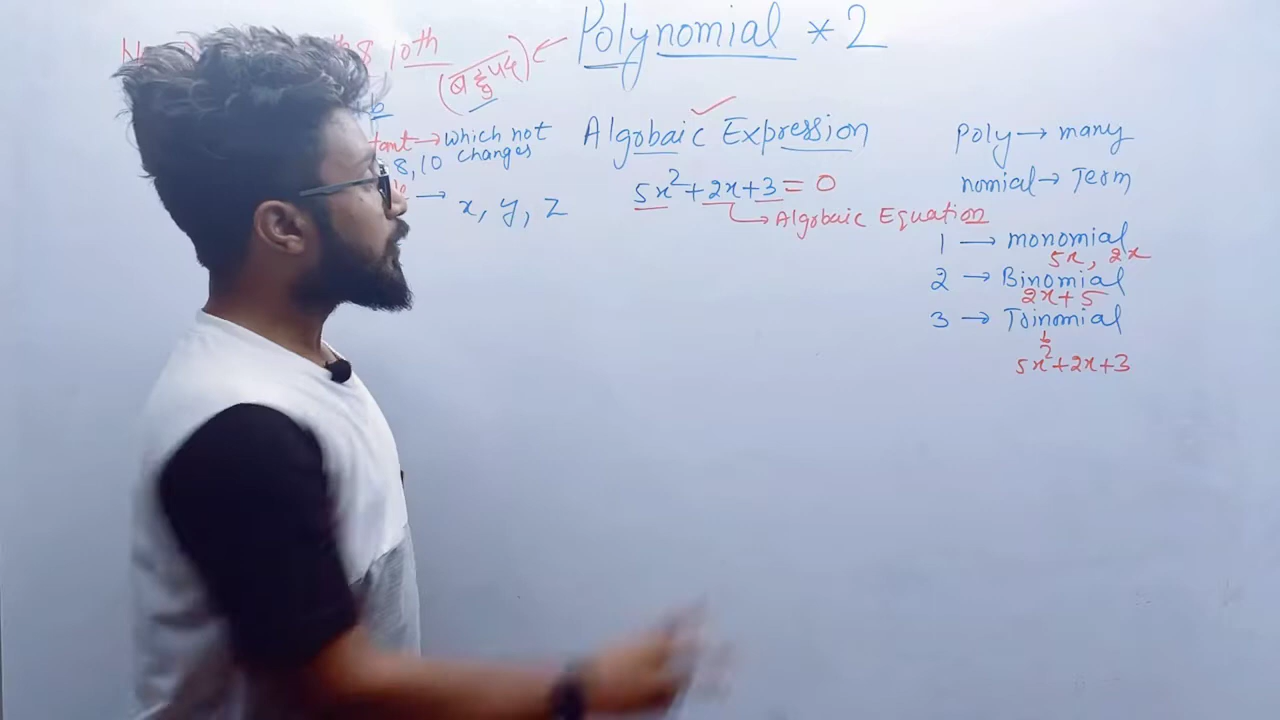 Polynomial * 2
10th
(बहुपद) ←
tant → which not
8, 10 changes
→ x, y, z
Algobaic Expression
5x²+2x+3 = 0
Algobaic Equation
Poly → many
nomial → Term
1 → monomial
5x, 2x
2 → Binomial
2x+5
3 → Trinomial
5x²+2x+3